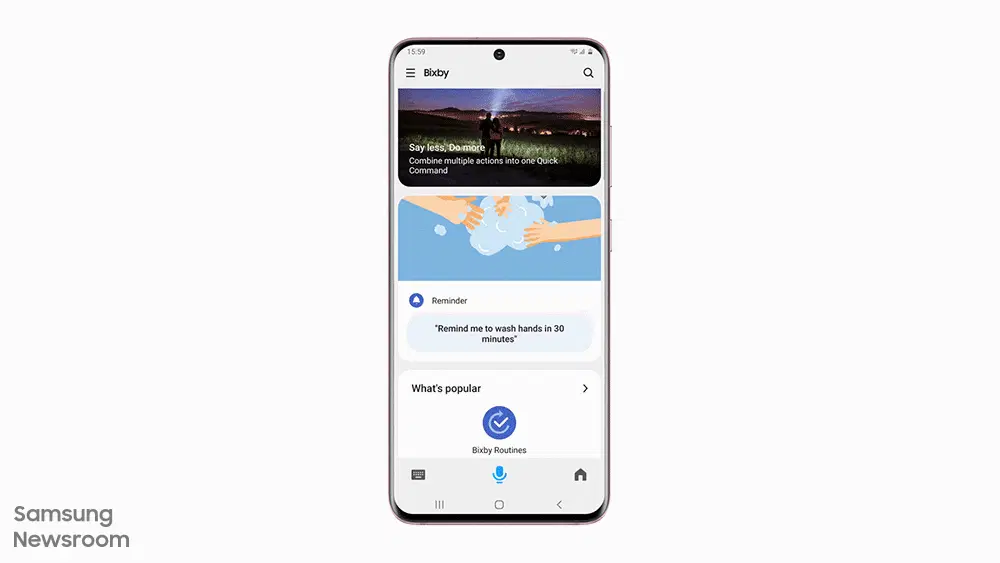 15:59
Bixby
Say less, Do more
Combine multiple actions into one Quick
Command
Reminder
"Remind me to wash hands in 30
minutes"
What's popular
Bixby Routines
Samsung
Newsroom